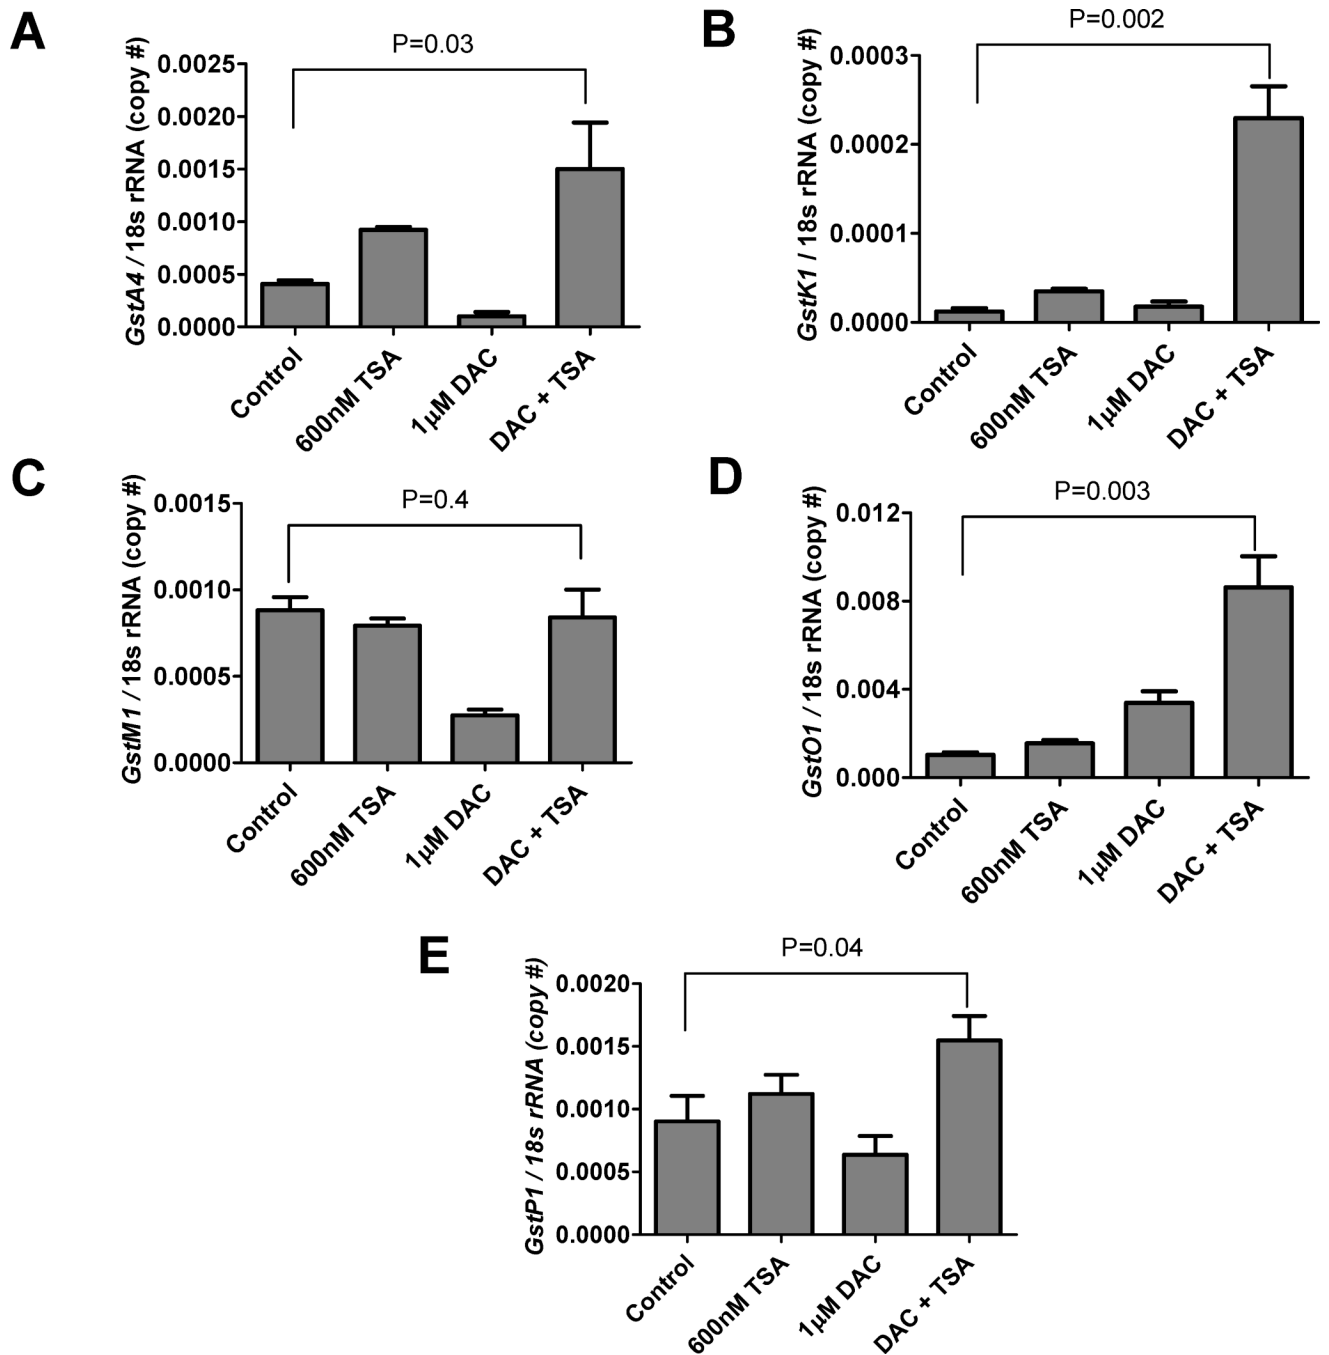 A
P=0.03
GstA4 / 18s rRNA (copy #)
0.0025
0.0020
0.0015
0.0010
0.0005
0.0000
Control
600nM TSA
1μM DAC
DAC + TSA
B
P=0.002
GstK1 / 18s rRNA (copy #)
0.0003
0.0002
0.0001
0.0000
Control
600nM TSA
1μM DAC
DAC + TSA
C
P=0.4
GstM1 / 18s rRNA (copy #)
0.0015
0.0010
0.0005
0.0000
Control
600nM TSA
1μM DAC
DAC + TSA
D
P=0.003
GstO1 / 18s rRNA (copy #)
0.012
0.008
0.004
0.000
Control
600nM TSA
1μM DAC
DAC + TSA
E
P=0.04
GstP1 / 18s rRNA (copy #)
0.0020
0.0015
0.0010
0.0005
0.0000
Control
600nM TSA
1μM DAC
DAC + TSA